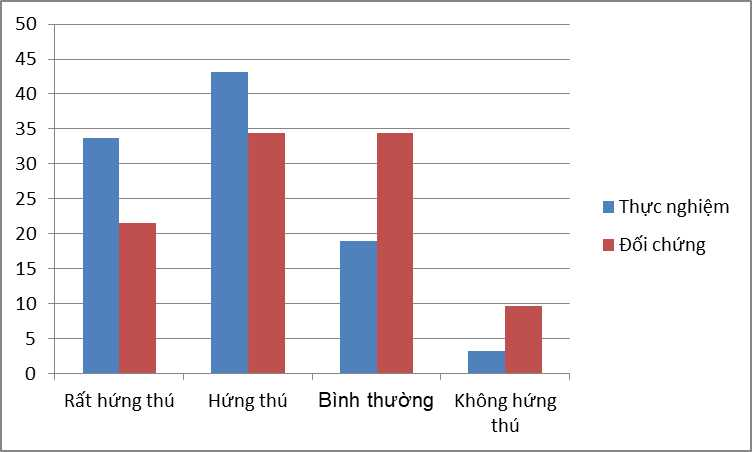 50
45
40
35
30
25
20
15
10
5
0
Rất hứng thú
Hứng thú
Bình thường
Không hứng
thú
Thực nghiệm
Đối chứng